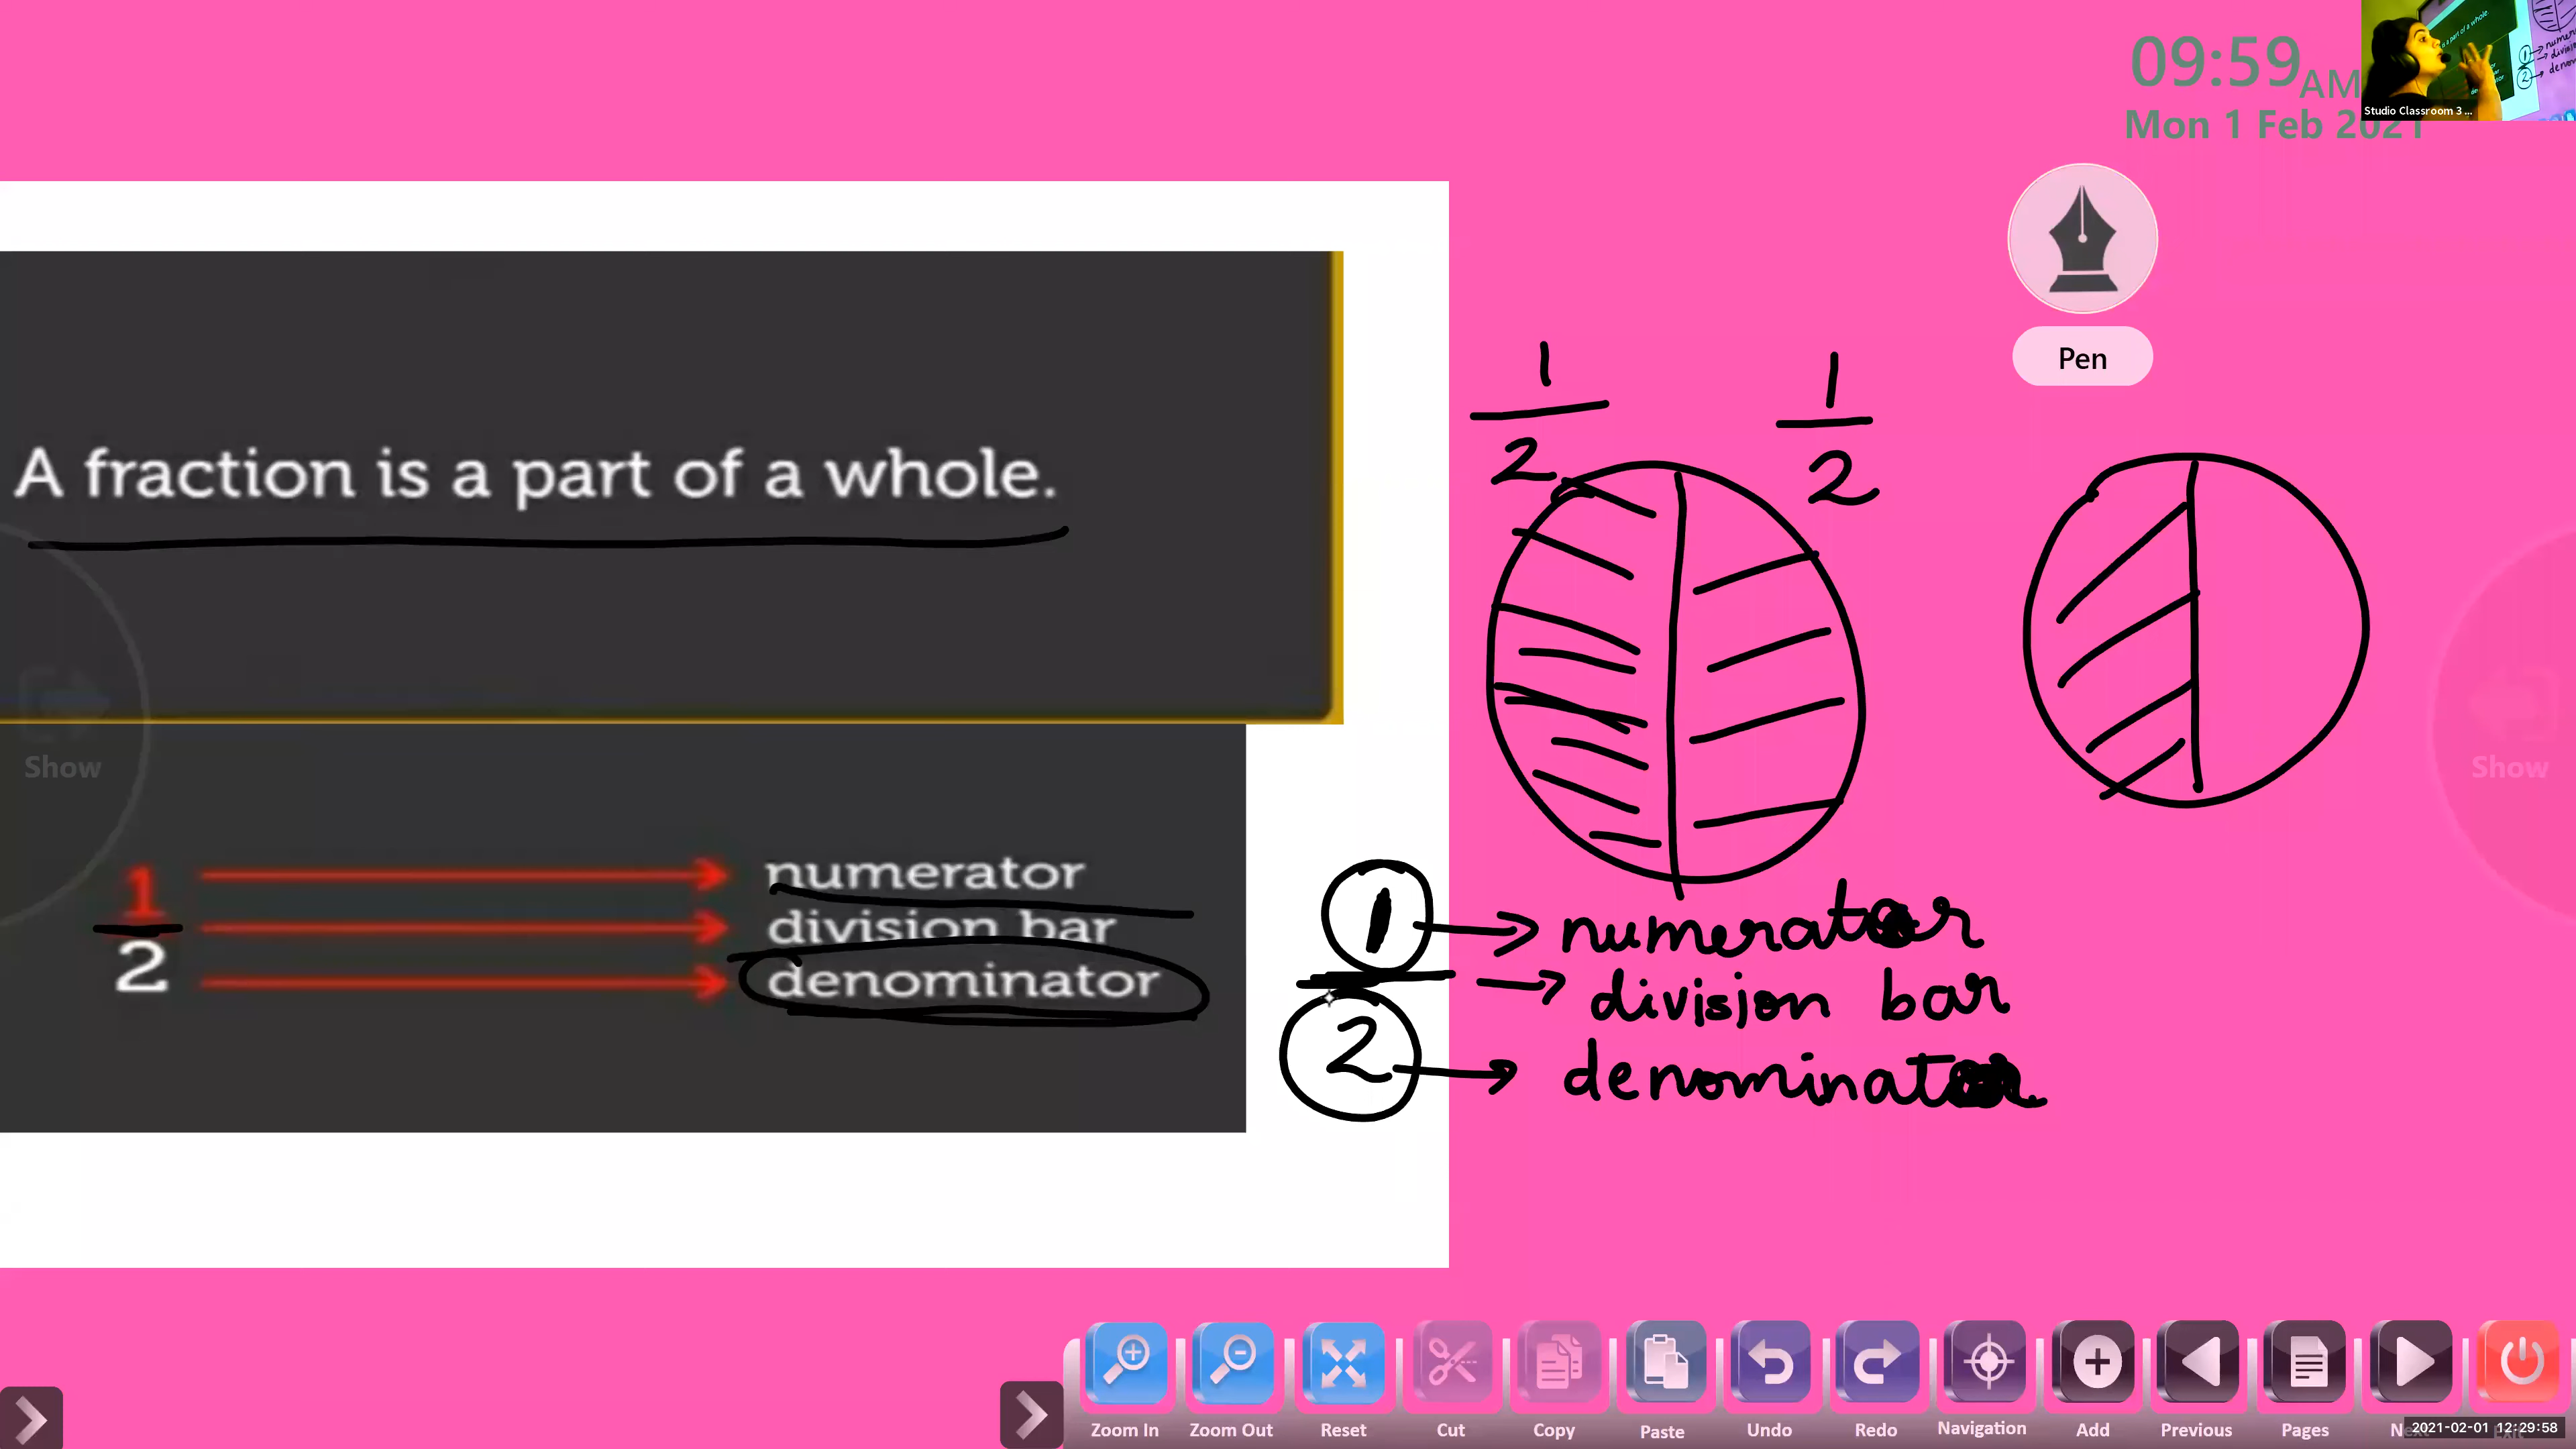 09:59 AM
Mon 1 Feb 2021
Studio Classroom 3 ...
Pen
A fraction is a part of a whole.
1
2
1
2
Show
Show
1
2
numerator
division bar
denominator
1
2
numerator
division bar
denominator
Zoom In Zoom Out Reset Cut Copy Paste Undo Redo Navigation Add Previous Pages
2021-02-01 12:29:58